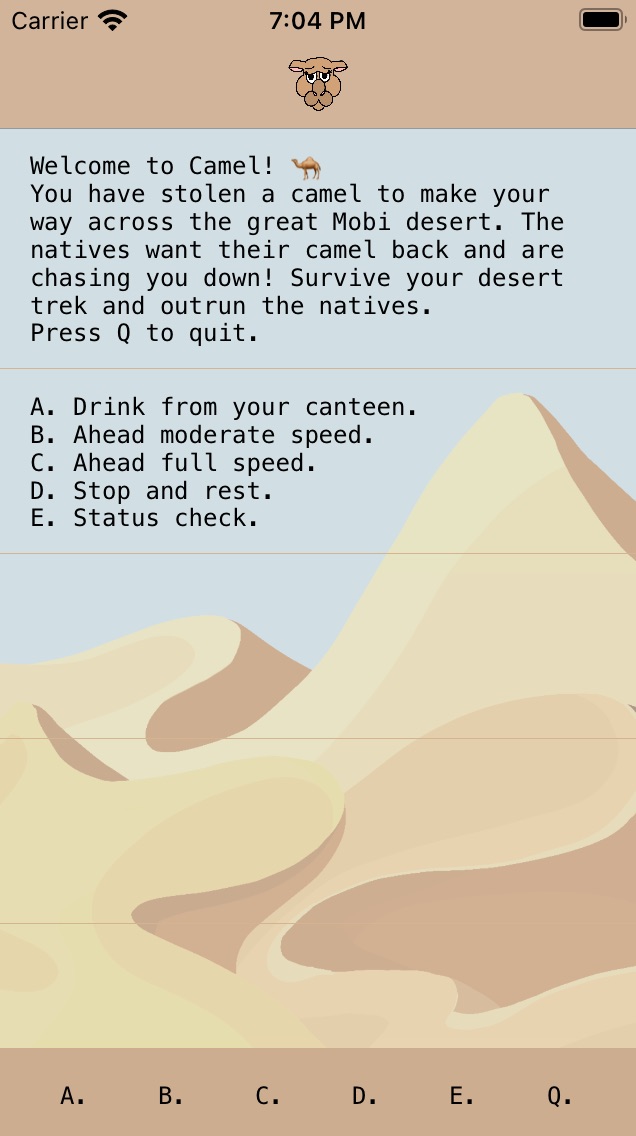 Carrier 7:04 PM
Welcome to Camel! 🐪
You have stolen a camel to make your
way across the great Mobi desert. The
natives want their camel back and are
chasing you down! Survive your desert
trek and outrun the natives.
Press Q to quit.
A. Drink from your canteen.
B. Ahead moderate speed.
C. Ahead full speed.
D. Stop and rest.
E. Status check.
A. B. C. D. E. Q.